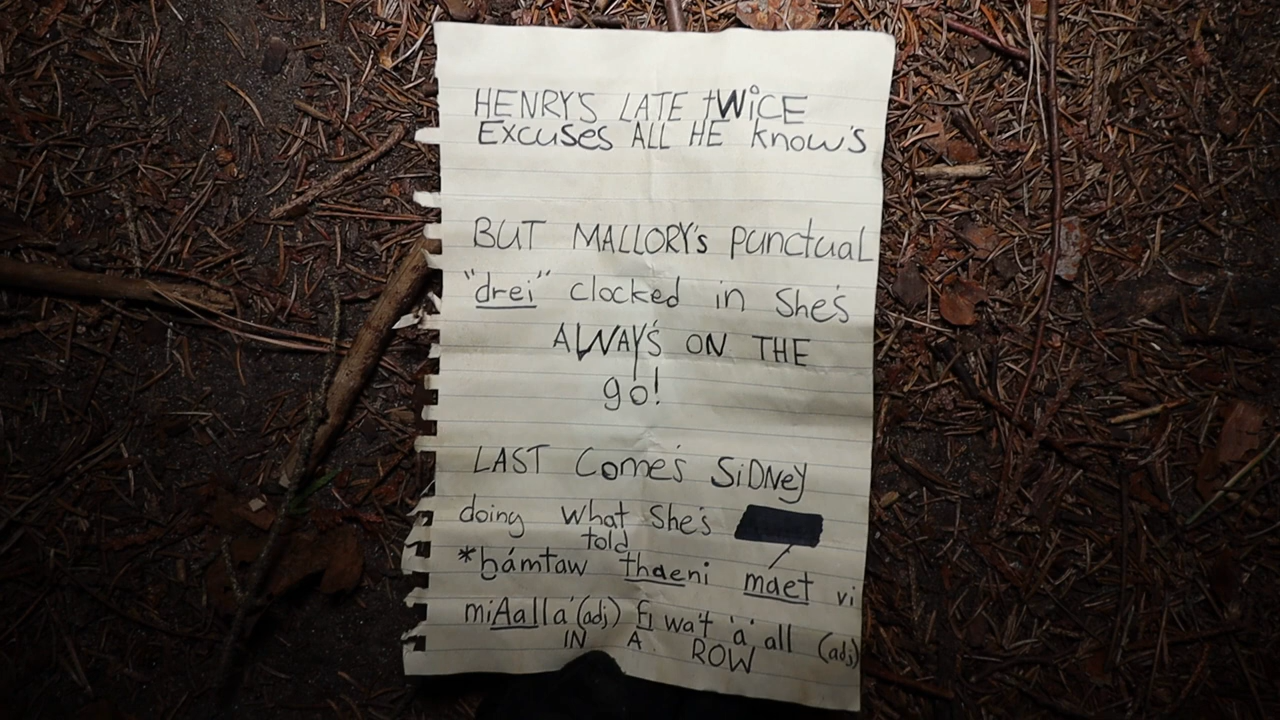 HENRY'S LATE tWiCE
ExcuSes ALL HE know's
BUT MALLORY's punctual
"drei" clocked in She's
ALWAYS ON THE
go!
LAST Come's SiDNey
doing what She's
told
*bámtaw thaeni maet vi
miAalla'(adj) fi wa't 'a' all (adj)
IN A ROW